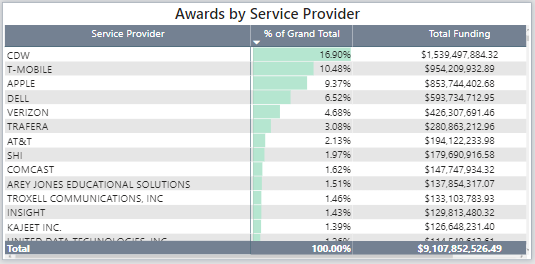 Awards by Service Provider
Service Provider % of Grand Total Total Funding
CDW 16.90% $1,539,497,884.32
T-MOBILE 10.48% $954,209,932.89
APPLE 9.37% $853,744,402.68
DELL 6.52% $593,734,712.95
VERIZON 4.68% $426,307,691.46
TRAFERA 3.08% $280,863,212.96
AT&T 2.13% $194,122,233.98
SHI 1.97% $179,690,916.58
COMCAST 1.62% $147,747,934.32
AREY JONES EDUCATIONAL SOLUTIONS 1.51% $137,854,317.07
TROXELL COMMUNICATIONS, INC 1.46% $133,103,783.93
INSIGHT 1.43% $129,813,480.32
KAJEET INC. 1.39% $126,648,231.40
UNITED DATA TECHNOLOGIES, INC
Total 100.00% $9,107,852,526.49